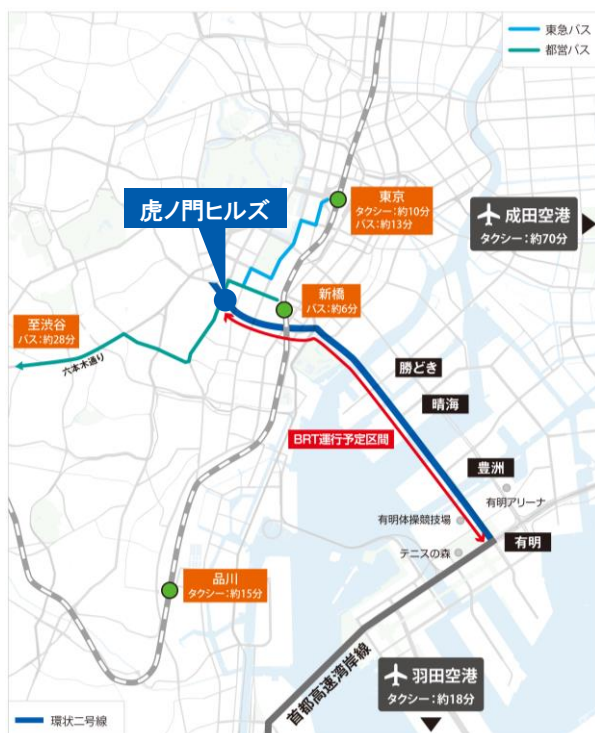 東急バス
都営バス
虎ノ門ヒルズ
東京
タクシー：約10分
バス：約13分
成田空港
タクシー：約70分
新橋
バス：約6分
至渋谷
バス：約28分
六本木通り
勝どき
晴海
BRT運行予定区間
豊洲
有明アリーナ
有明体操競技場
有明
テニスの森
品川
タクシー：約15分
首都高速湾岸線
羽田空港
タクシー：約18分
環状二号線